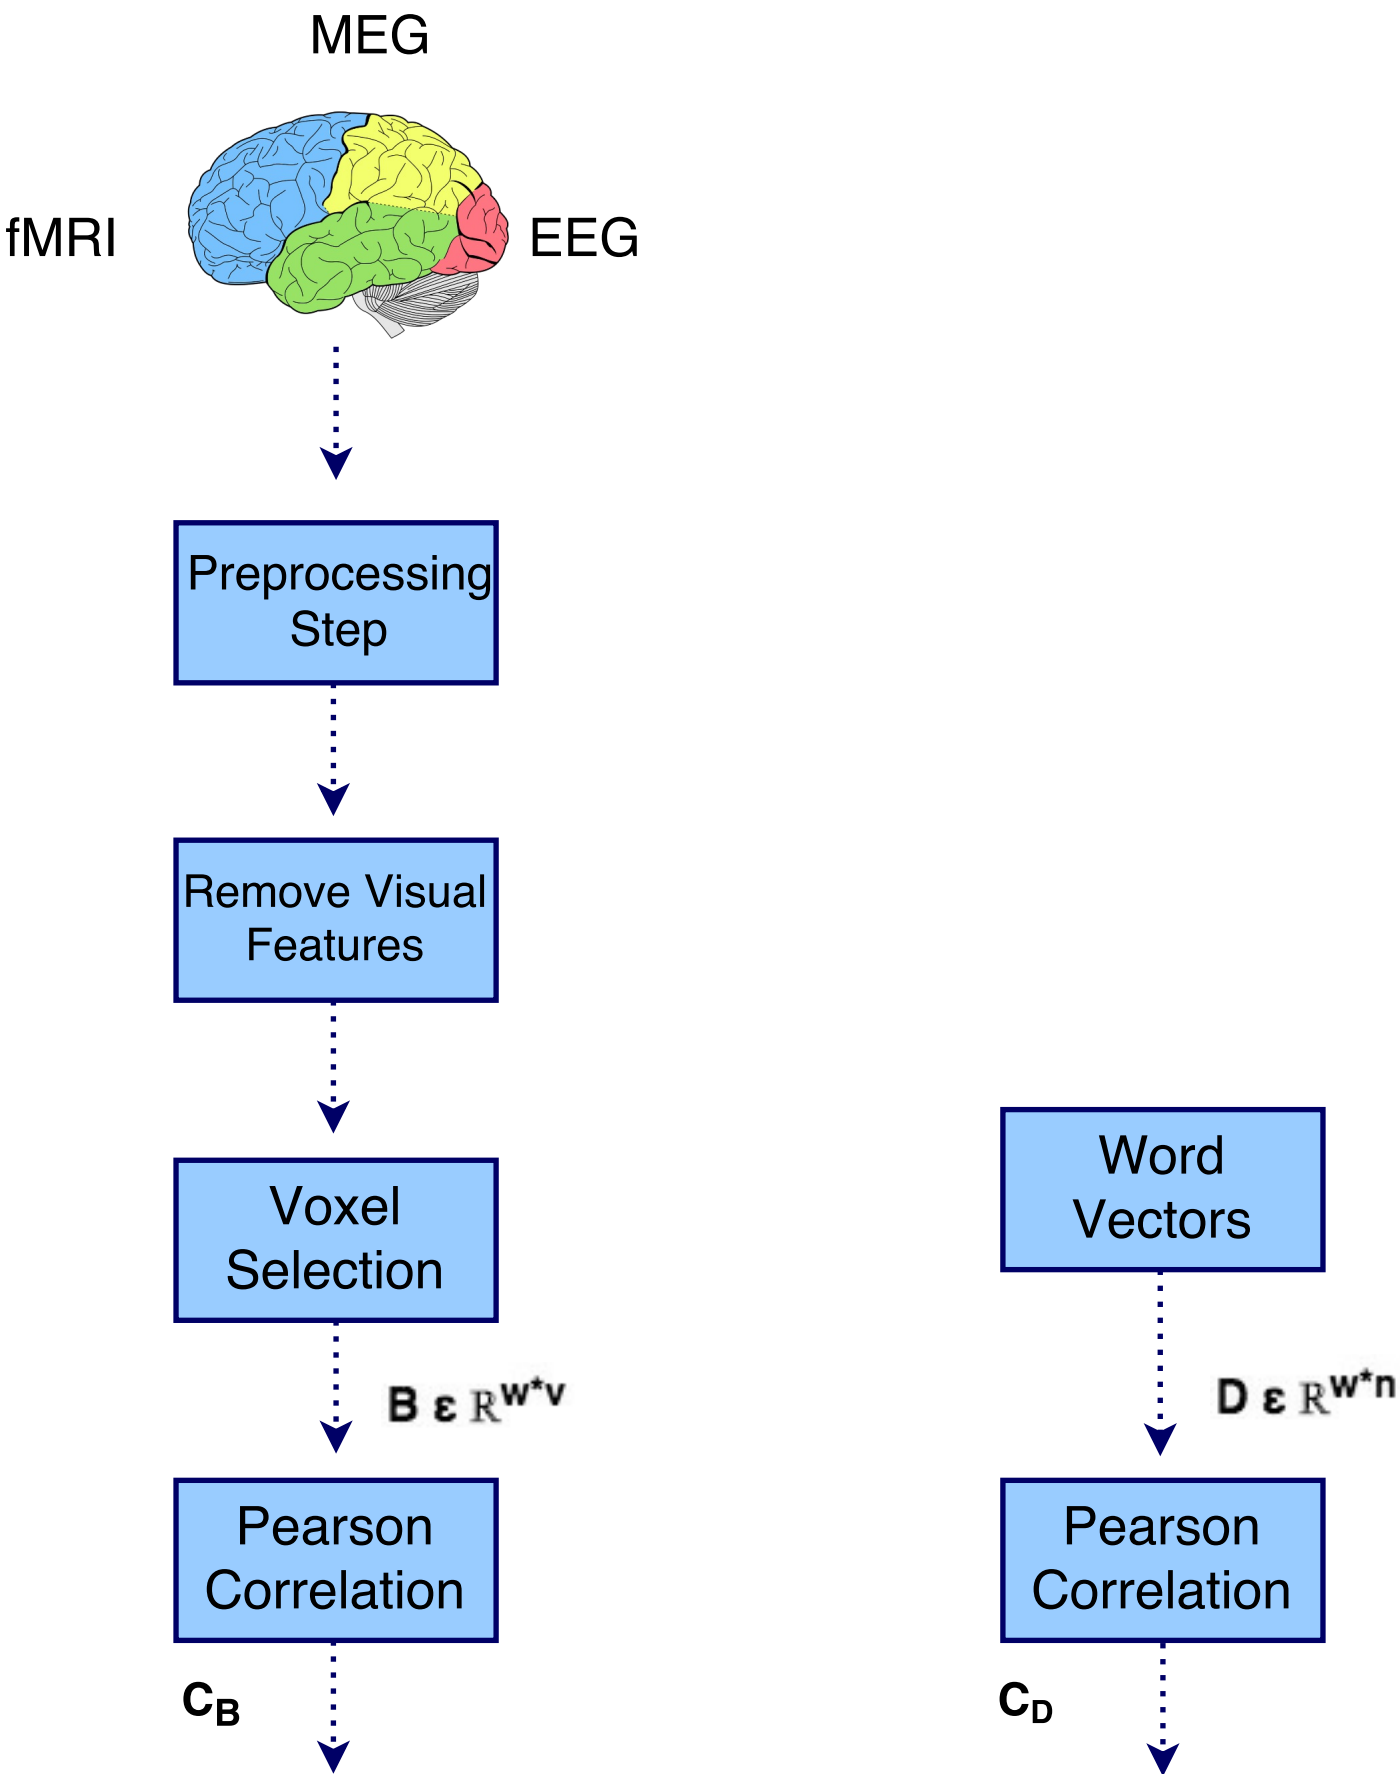 MEG
fMRI
EEG
Preprocessing
Step
Remove Visual
Features
Voxel
Selection
Word
Vectors
B ε ℝ^w*v
D ε ℝ^w*n
Pearson
Correlation
Pearson
Correlation
C_B
C_D